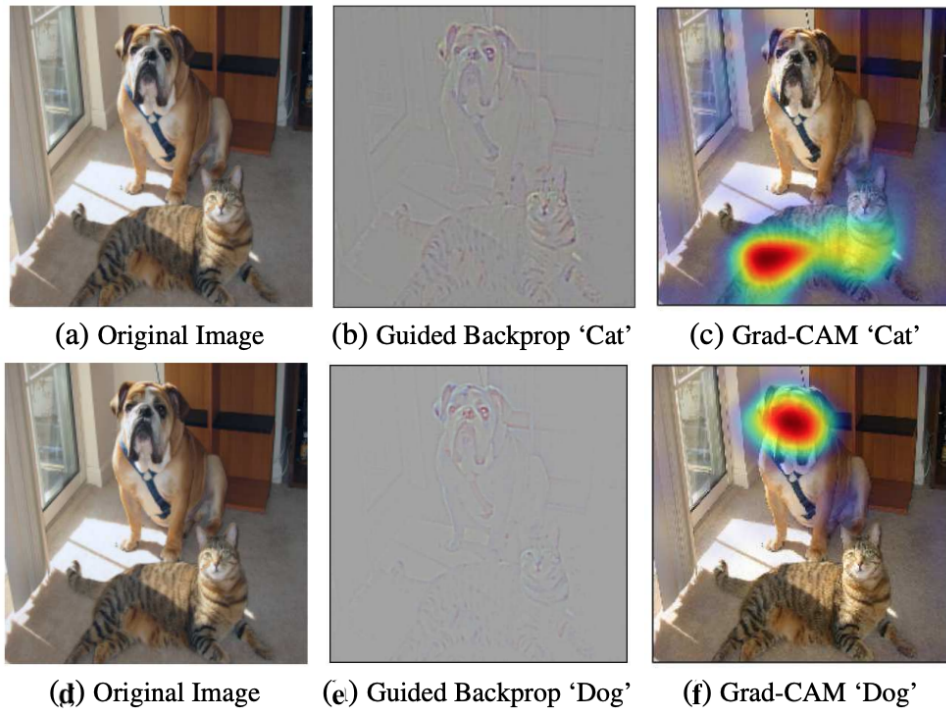 (a) Original Image
(b) Guided Backprop ‘Cat’
(c) Grad-CAM ‘Cat’
(d) Original Image
(e) Guided Backprop ‘Dog’
(f) Grad-CAM ‘Dog’